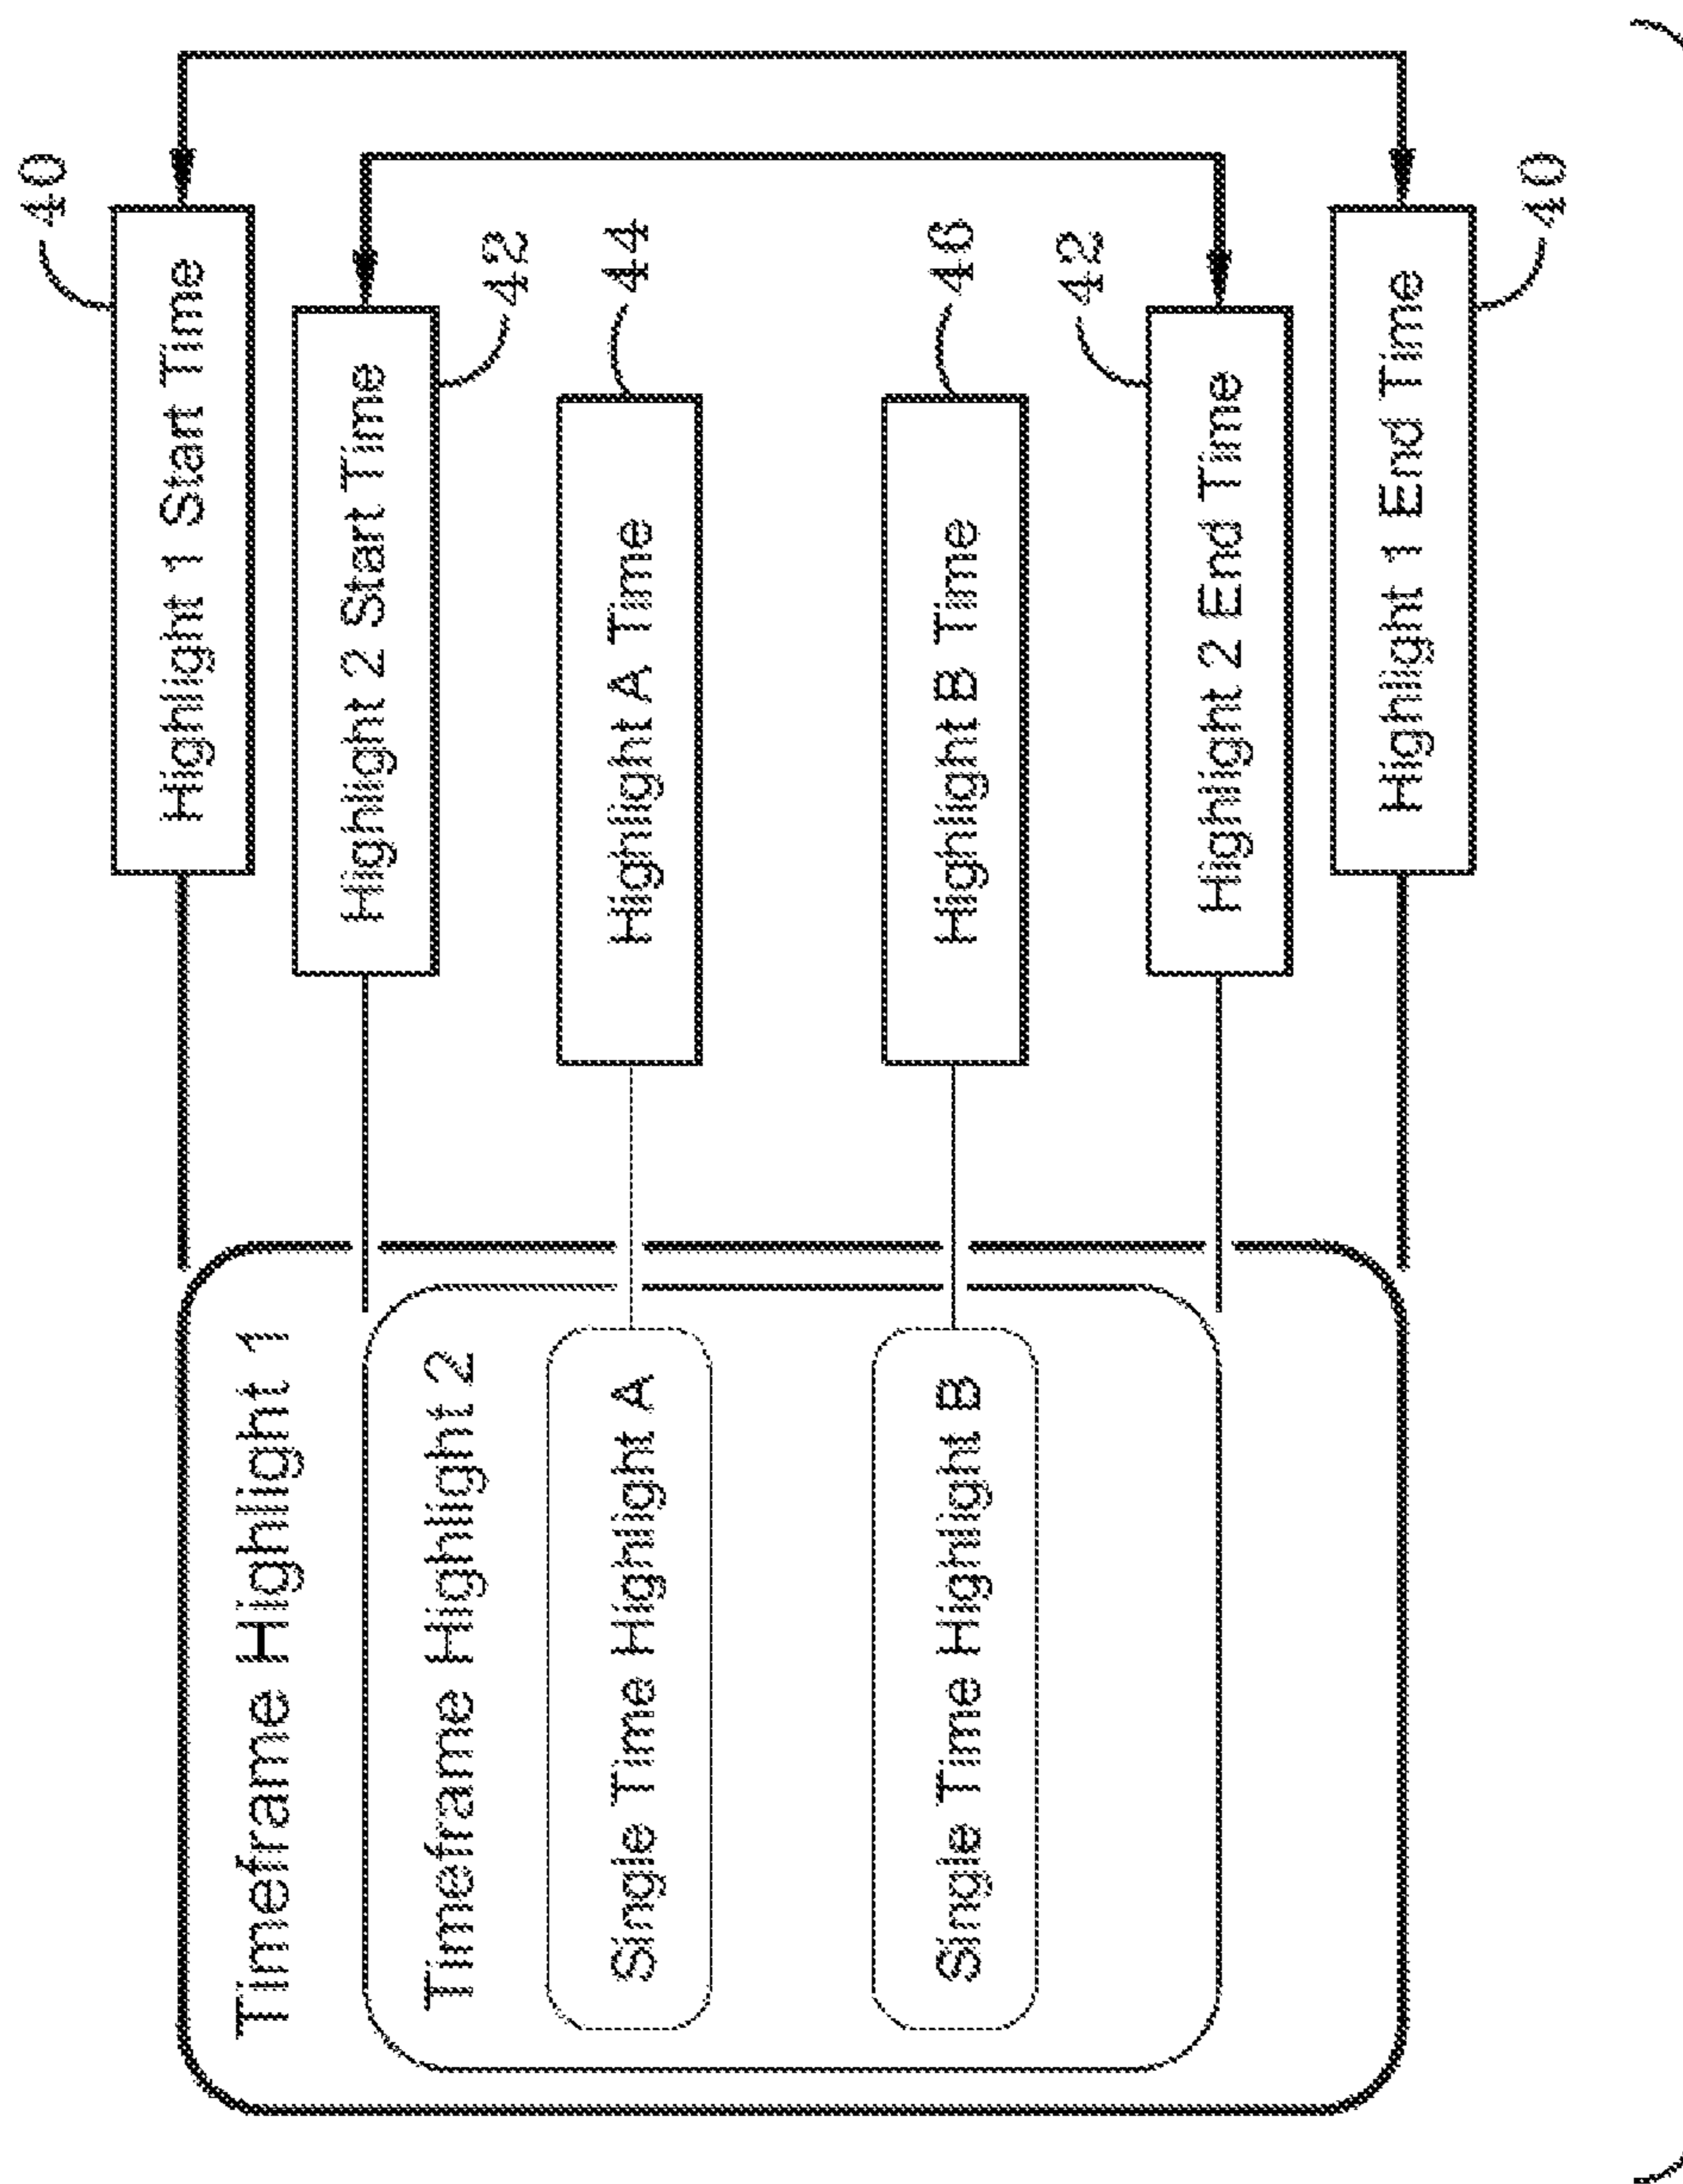 Timeframe Highlight 1
Timeframe Highlight 2
Single Time Highlight A
Single Time Highlight B
Highlight 1 Start Time
40
Highlight 2 Start Time
42
Highlight A Time
44
Highlight B Time
46
Highlight 2 End Time
42
Highlight 1 End Time
40